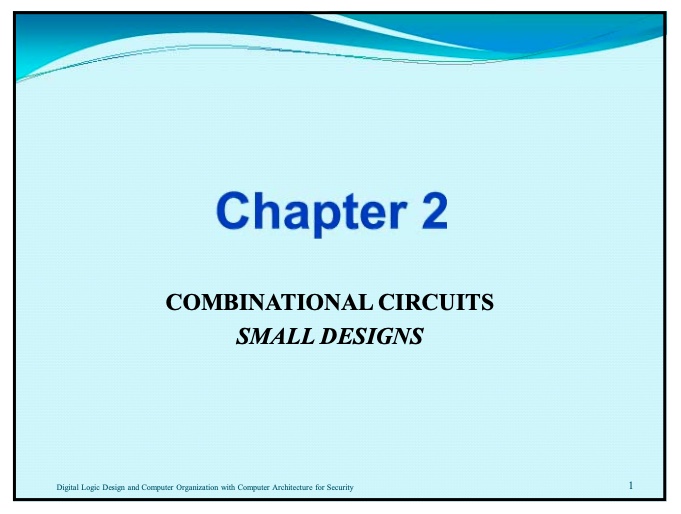 Chapter 2
COMBINATIONAL CIRCUITS
SMALL DESIGNS
Digital Logic Design and Computer Organization with Computer Architecture for Security
1